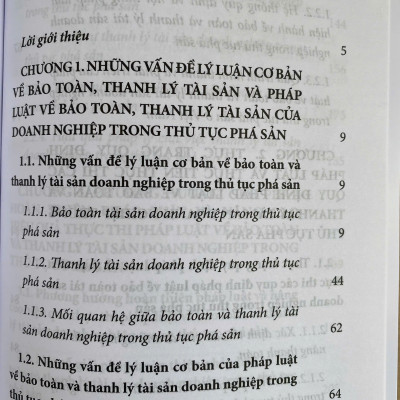 Lời giới thiệu 5
CHƯƠNG 1. NHỮNG VẤN ĐỀ LÝ LUẬN CƠ BẢN
VỀ BẢO TOÀN, THANH LÝ TÀI SẢN VÀ PHÁP
LUẬT VỀ BẢO TOÀN, THANH LÝ TÀI SẢN CỦA
DOANH NGHIỆP TRONG THỦ TỤC PHÁ SẢN 9
1.1. Những vấn đề lý luận cơ bản về bảo toàn và
thanh lý tài sản doanh nghiệp trong thủ tục phá sản 9
1.1.1. Bảo toàn tài sản doanh nghiệp trong thủ tục
phá sản 9
1.1.2. Thanh lý tài sản doanh nghiệp trong thủ tục
phá sản 44
1.1.3. Mối quan hệ giữa bảo toàn và thanh lý tài
sản doanh nghiệp trong thủ tục phá sản 62
1.2. Những vấn đề lý luận cơ bản của pháp luật
về bảo toàn và thanh lý tài sản doanh nghiệp trong
thủ tục phá sản 64